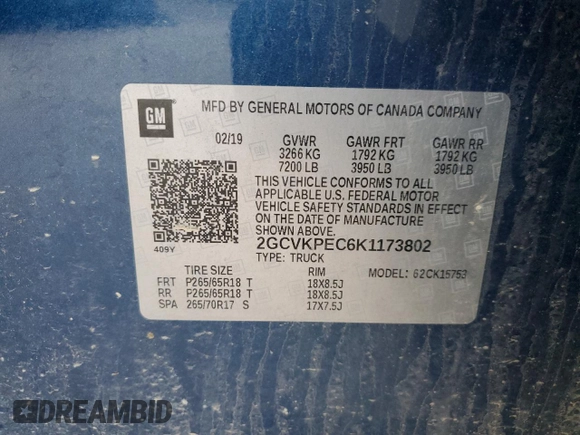 GM
MFD BY GENERAL MOTORS OF CANADA COMPANY
02/19 GVWR GAWR FRT GAWR RR
3266 KG 1792 KG 1792 KG
7200 LB 3950 LB 3950 LB
THIS VEHICLE CONFORMS TO ALL
APPLICABLE U.S. FEDERAL MOTOR
VEHICLE SAFETY STANDARDS IN EFFECT
ON THE DATE OF MANUFACTURE
SHOWN ABOVE.
2GCVKPEC6K1173802
409Y
TYPE: TRUCK
TIRE SIZE RIM MODEL: 62CK15753
FRT P265/65R18 T 18X8.5J
RR P265/65R18 T 18X8.5J
SPA 265/70R17 S 17X7.5J
DREAMBID